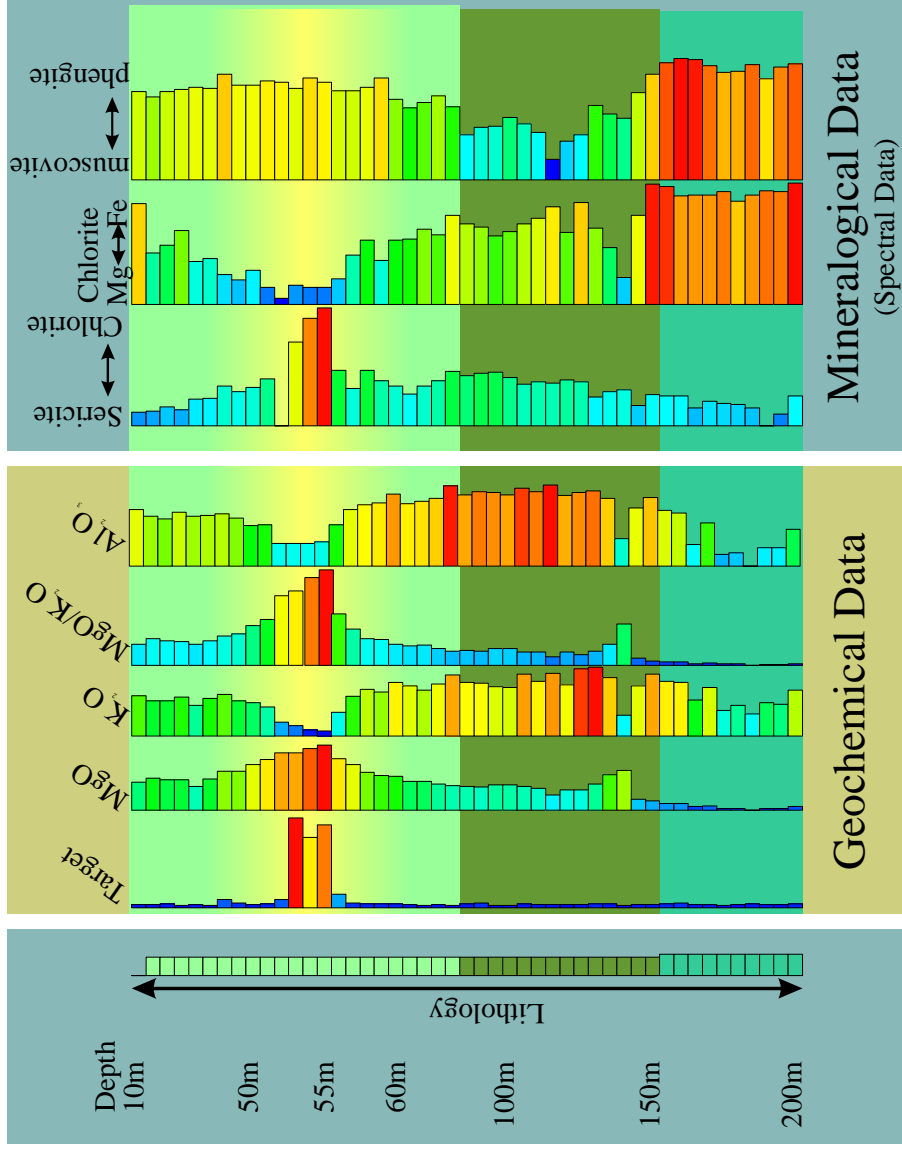 Mineralogical Data
(Spectral Data)
phengite
muscovite
Chlorite
Mg
Fe
Chlorite
Sericite
Geochemical Data
Al₂O₃
MgO/K₂O
K₂O
MgO
Target
Lithology
Depth
10m
50m
55m
60m
100m
150m
200m